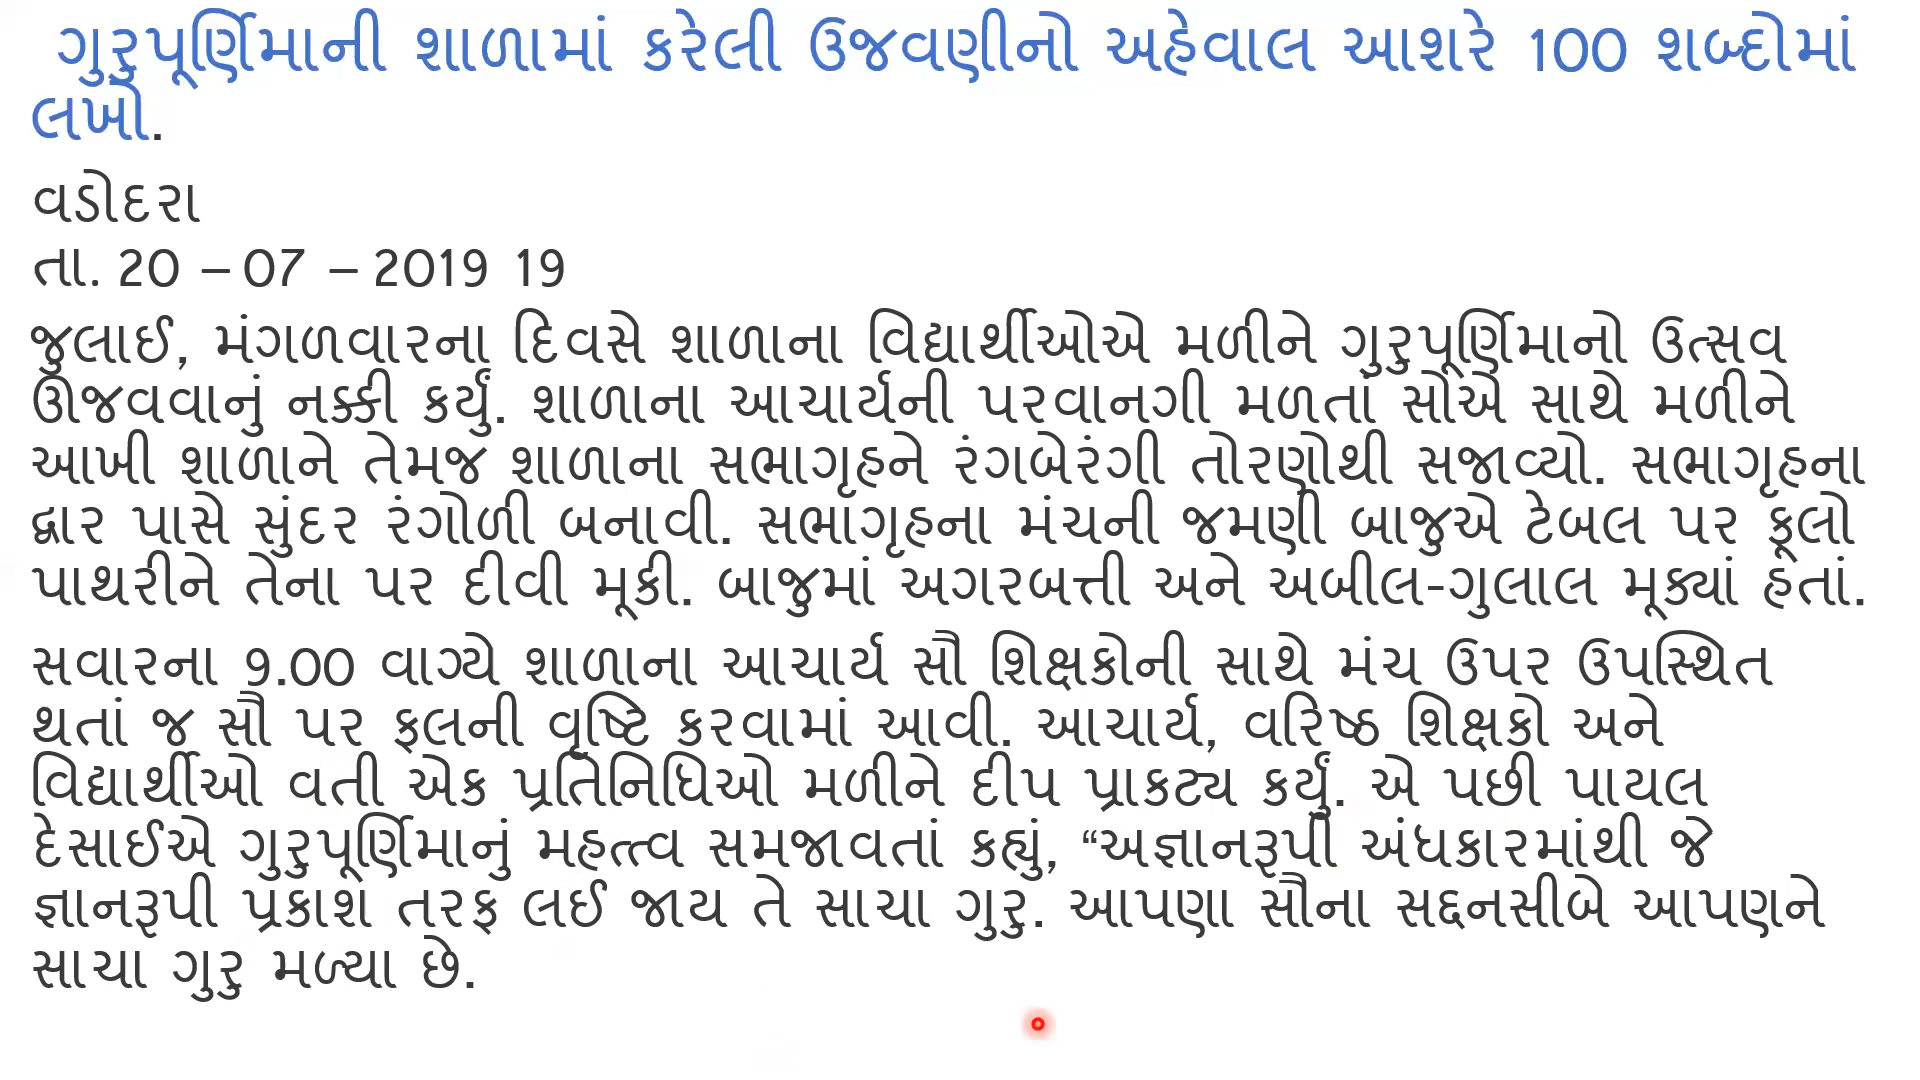 ગુરુપૂર્ણિમાની શાળામાં કરેલી ઉજવણીનો અહેવાલ આશરે 100 શબ્દોમાં
લખો.
વડોદરા
તા. 20 – 07 – 2019 19
જુલાઈ, મંગળવારના દિવસે શાળાના વિદ્યાર્થીઓએ મળીને ગુરુપૂર્ણિમાનો ઉત્સવ
ઊજવવાનું નક્કી કર્યું. શાળાના આચાર્યની પરવાનગી મળતાં સોએ સાથે મળીને
આખી શાળાને તેમજ શાળાના સભાગૃહને રંગબેરંગી તોરણોથી સજાવ્યો. સભાગૃહના
દ્વાર પાસે સુંદર રંગોળી બનાવી. સભાગૃહના મંચની જમણી બાજુએ ટેબલ પર ફૂલો
પાથરીને તેના પર દીવી મૂકી. બાજુમાં અગરબત્તી અને અબીલ-ગુલાલ મૂક્યાં હતાં.
સવારના 9.00 વાગ્યે શાળાના આચાર્ય સૌ શિક્ષકોની સાથે મંચ ઉપર ઉપસ્થિત
થતાં જ સૌ પર ફલની વૃષ્ટિ કરવામાં આવી. આચાર્ય, વરિષ્ઠ શિક્ષકો અને
વિદ્યાર્થીઓ વતી એક પ્રતિનિધિઓ મળીને દીપ પ્રાકટ્ય કર્યું. એ પછી પાયલ
દેસાઈએ ગુરુપૂર્ણિમાનું મહત્ત્વ સમજાવતાં કહ્યું, “અજ્ઞાનરૂપી અંધકારમાંથી જે
જ્ઞાનરૂપી પ્રકાશ તરફ લઈ જાય તે સાચા ગુરુ. આપણા સૌના સદ્દનસીબે આપણને
સાચા ગુરુ મળ્યા છે.